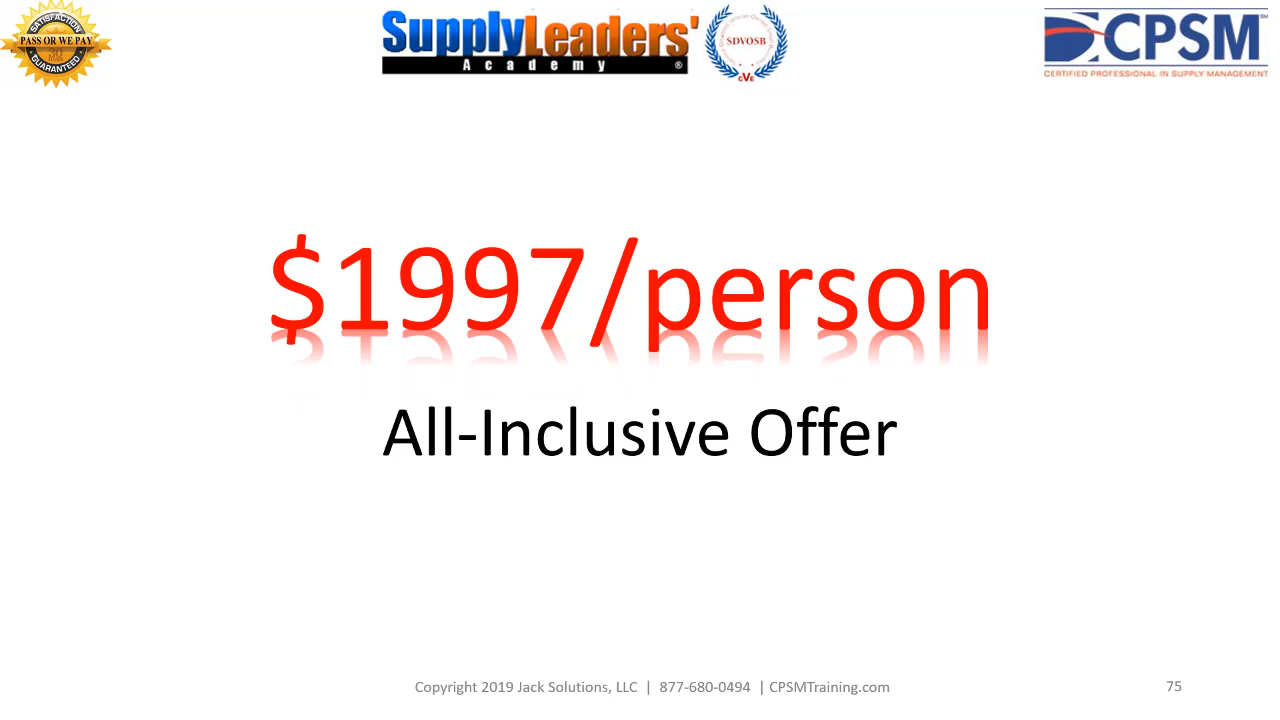 SATISFACTION
PASS OR WE PAY
GUARANTEED
SupplyLeaders'
Academy®
SDVOSB
CVE
CPSM
CERTIFIED PROFESSIONAL IN SUPPLY MANAGEMENT
$1997/person
All-Inclusive Offer
Copyright 2019 Jack Solutions, LLC | 877-680-0494 | CPSMTraining.com
75